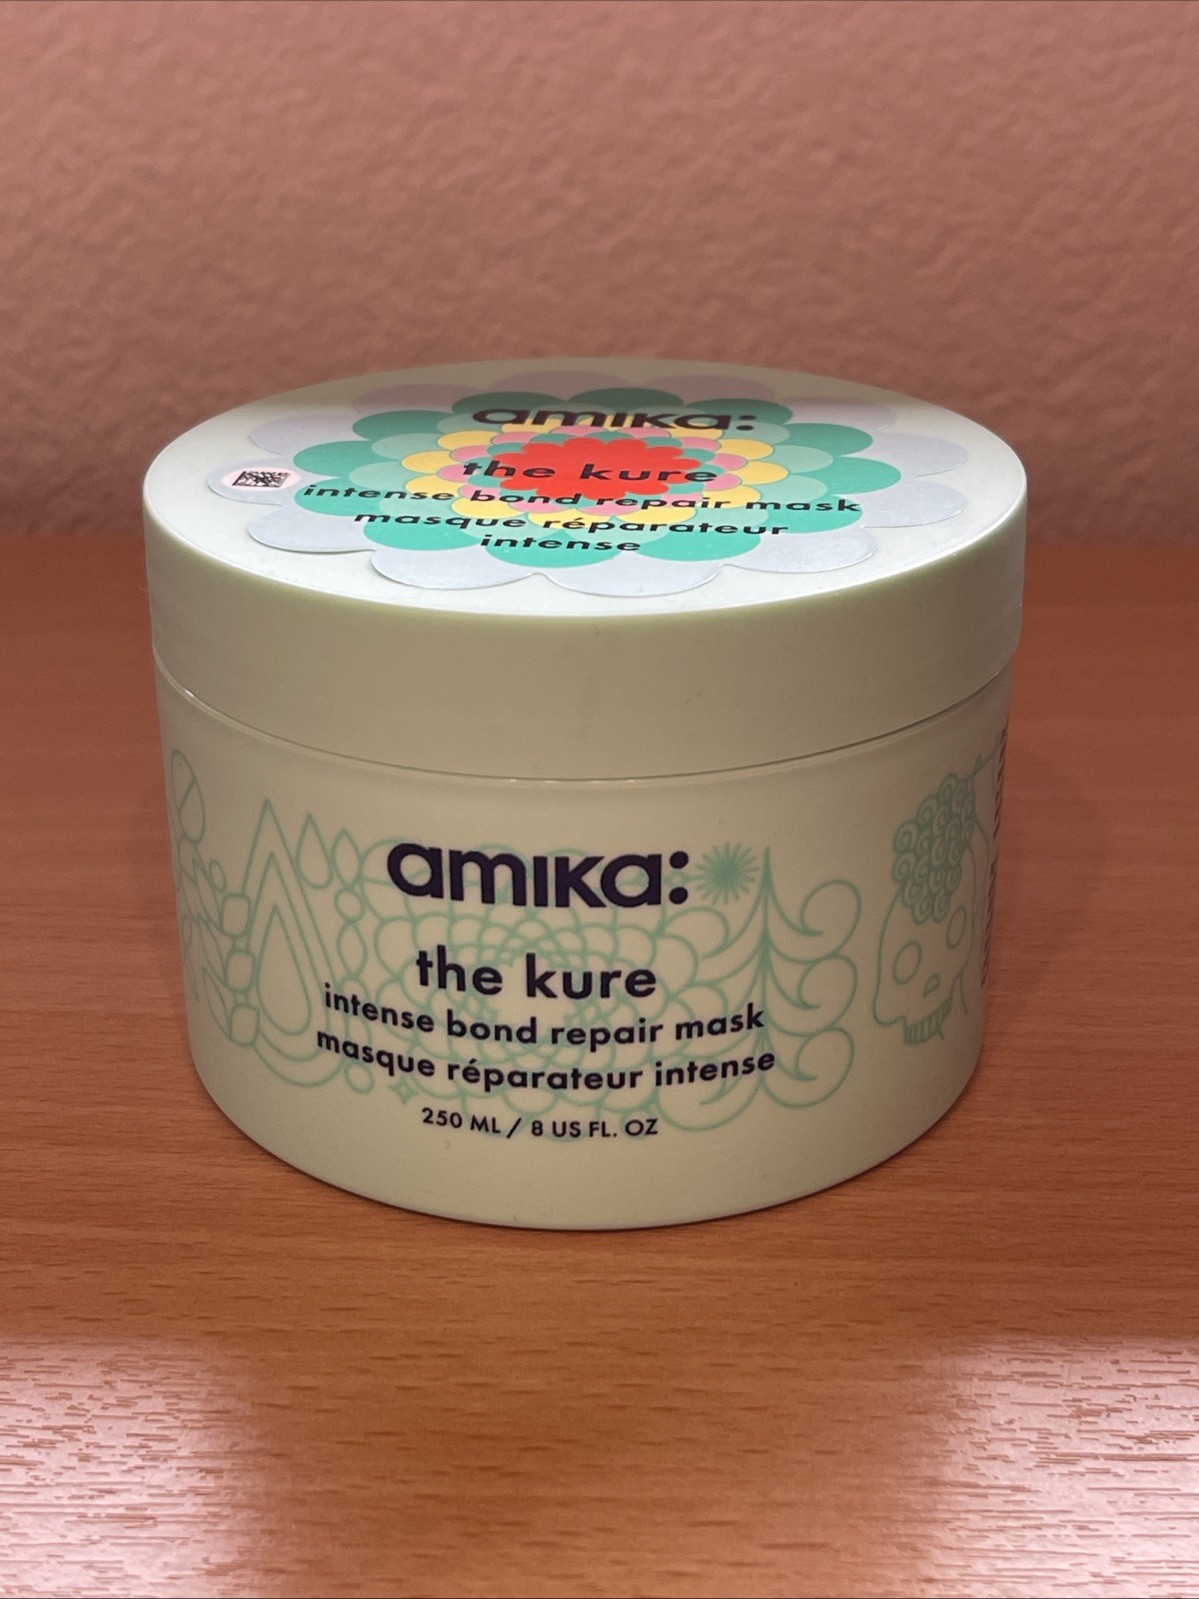 amika:
the kure
intense bond repair mask
masque réparateur
intense
amika:
the kure
intense bond repair mask
masque réparateur intense
250 ML / 8 US FL. OZ